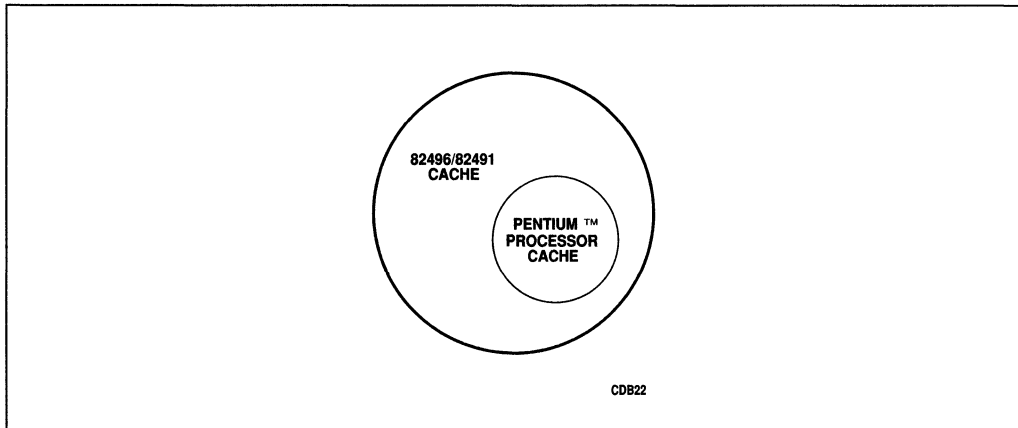 82496/82491
CACHE
PENTIUM ™
PROCESSOR
CACHE
CDB22